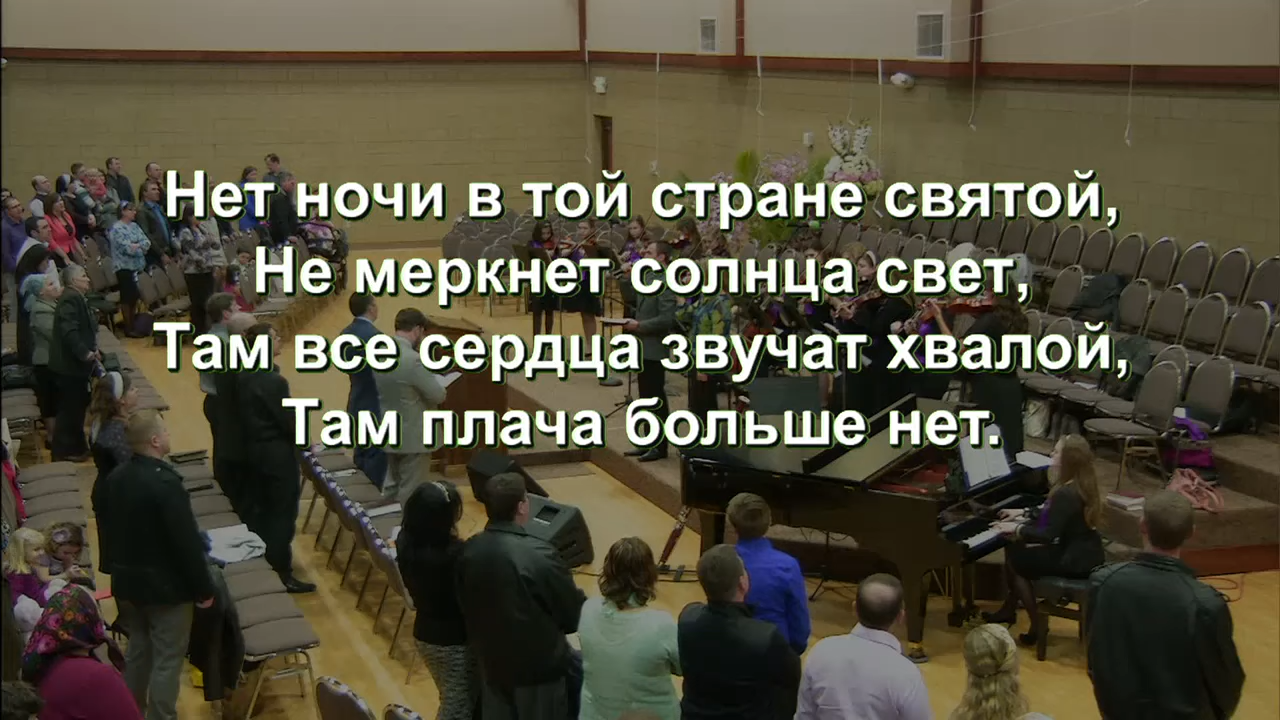 Нет ночи в той стране святой,
Не меркнет солнца свет,
Там все сердца звучат хвалой,
Там плача больше нет.